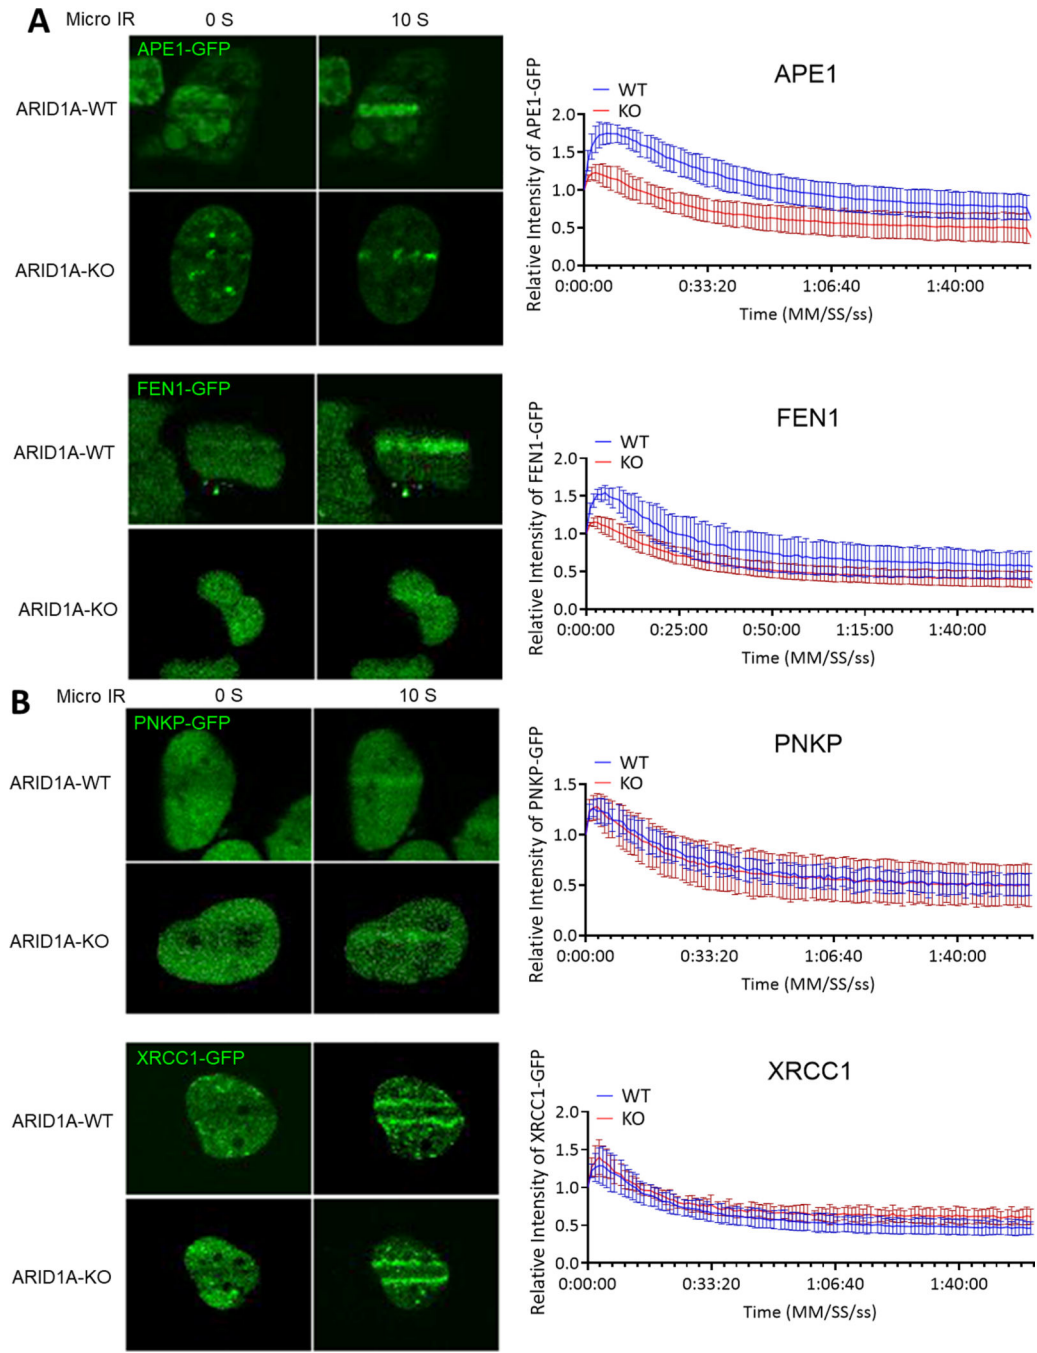 A
Micro IR 0 S 10 S
APE1-GFP
ARID1A-WT
ARID1A-KO
APE1
WT
KO
Relative Intensity of APE1-GFP
2.0
1.5
1.0
0.5
0.0
0:00:00 0:33:20 1:06:40 1:40:00
Time (MM/SS/ss)
FEN1-GFP
ARID1A-WT
ARID1A-KO
FEN1
WT
KO
Relative Intensity of FEN1-GFP
2.0
1.5
1.0
0.5
0.0
0:00:00 0:25:00 0:50:00 1:15:00 1:40:00
Time (MM/SS/ss)
B
Micro IR 0 S 10 S
PNKP-GFP
ARID1A-WT
ARID1A-KO
PNKP
WT
KO
Relative Intensity of PNKP-GFP
1.5
1.0
0.5
0.0
0:00:00 0:33:20 1:06:40 1:40:00
Time (MM/SS/ss)
XRCC1-GFP
ARID1A-WT
ARID1A-KO
XRCC1
WT
KO
Relative Intensity of XRCC1-GFP
2.0
1.5
1.0
0.5
0.0
0:00:00 0:33:20 1:06:40 1:40:00
Time (MM/SS/ss)